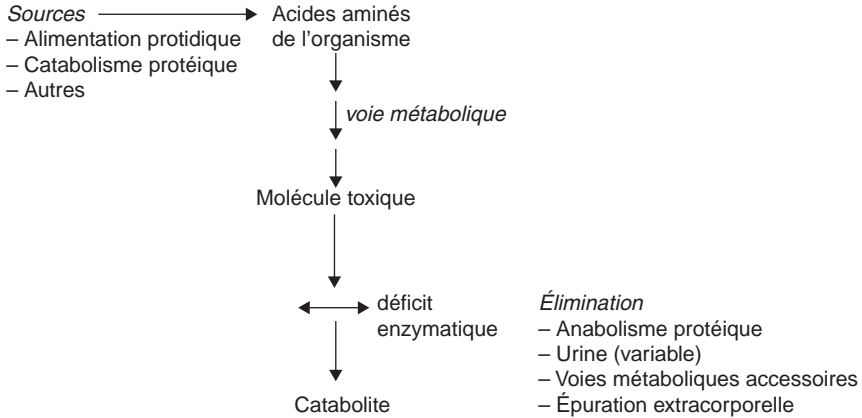 Sources
– Alimentation protidique
– Catabolisme protéique
– Autres
Acides aminés
de l'organisme
voie métabolique
Molécule toxique
déficit
enzymatique
Catabolite
Élimination
– Anabolisme protéique
– Urine (variable)
– Voies métaboliques accessoires
– Épuration extracorporelle